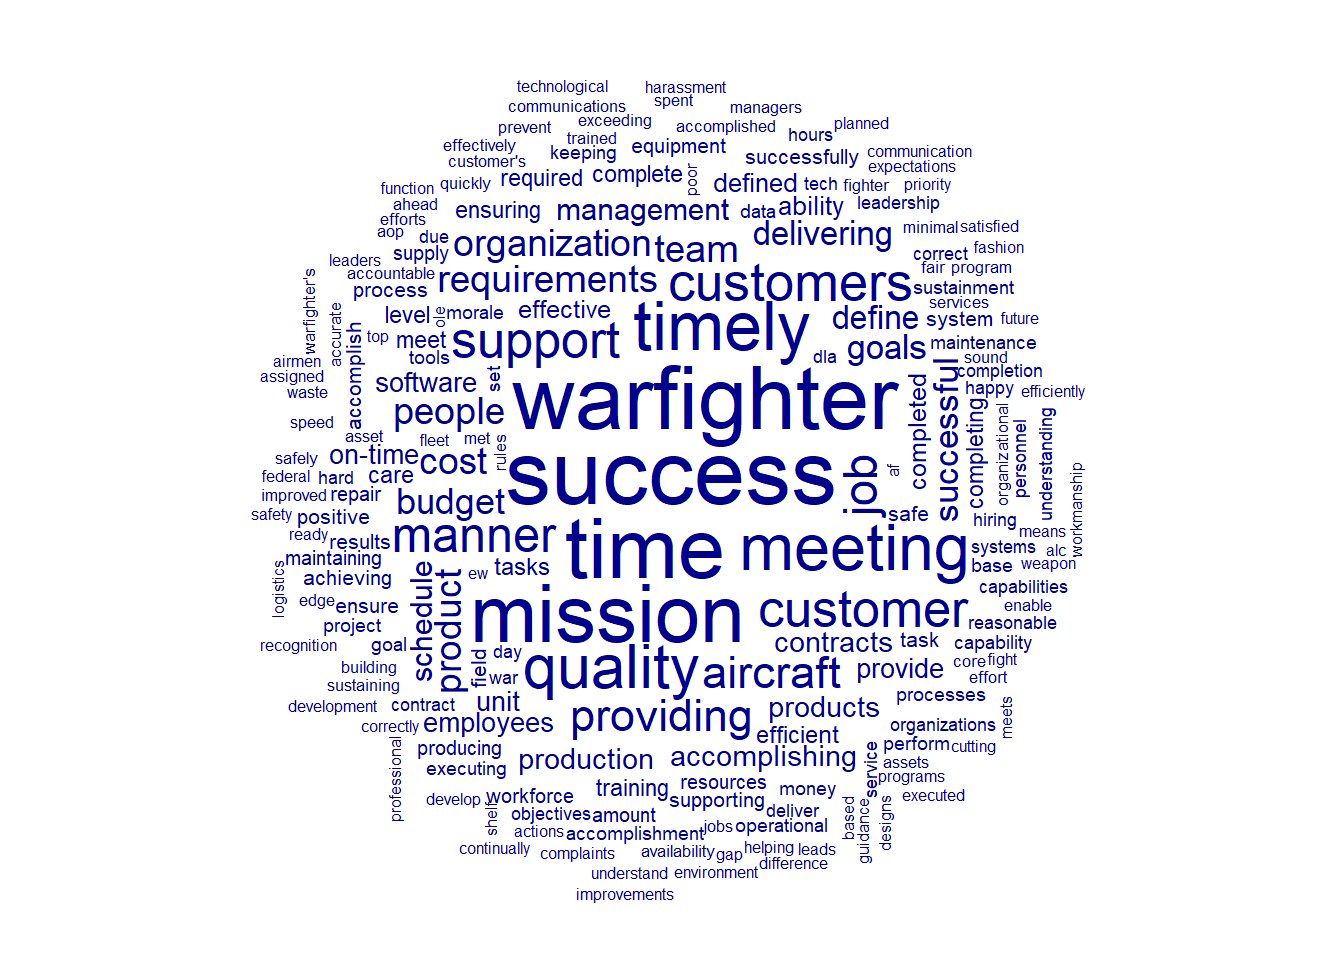 technological harassment
communications spent managers
prevent exceeding accomplished planned
effectively trained hours
customer's keeping equipment successfully communication
function quickly required complete poor defined tech fighter priority expectations
ahead ensuring management data ability leadership
efforts
aop due organization team delivering minimal satisfied
leaders supply correct fashion
accountable requirements customers fair program
warfighter's process sustainment
accurate level ole morale effective timely define system services future
airmen accomplish top meet support dla goals maintenance
assigned tools sound
waste software set warfighter completed successful completion
happy efficiently
speed people completing organizational personnel understanding
asset fleet met rules
safely on-time cost success job af
federal hard care workmanship
improved repair budget safe
safety positive hiring
ready results manner time meeting systems means alc
maintaining base weapon
logistics achieving schedule product ew tasks capabilities
edge ensure mission customer enable
project reasonable
recognition goal field day contracts task capability
building quality aircraft provide core fight
sustaining war effort
development contract unit processes
correctly employees providing products organizations meets
professional producing efficient perform cutting
executing production accomplishing service assets
training resources money programs
develop workforce supporting executed
shelf objectives amount deliver based guidance designs
actions accomplishment jobs operational
continually complaints availability gap helping leads
understand environment difference
improvements